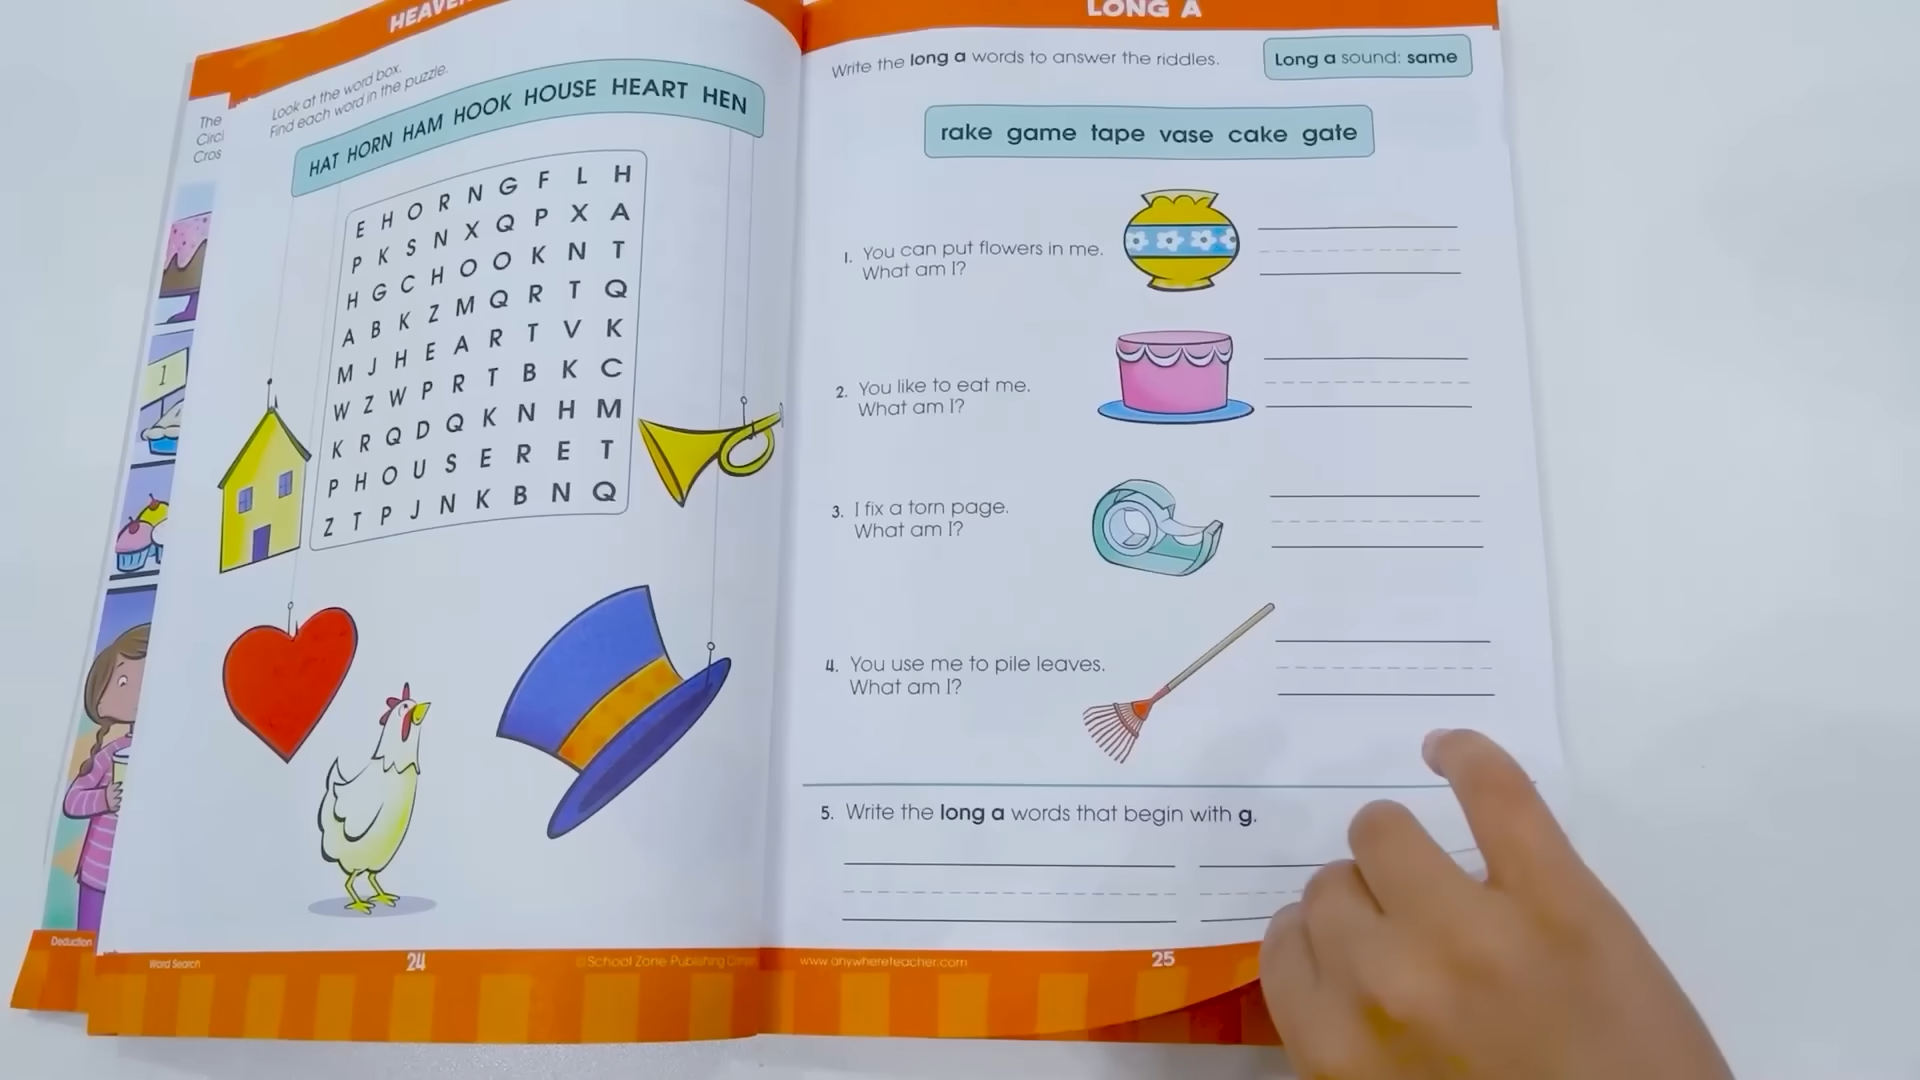 The
Circl
Cros
1
Deduction
HEAVEN
Look at the word box.
Find each word in the puzzle.
HAT HORN HAM HOOK HOUSE HEART HEN
E H O R N G F L H
P K S N X Q P X A
H G C H O O K N T
A B K Z M Q R T Q
M J H E A R T V K
W Z W P R T B K C
K R Q D Q K N H M
P H O U S E R E T
Z T P J N K B N Q
Word Search
24
©School Zone Publishing Comp
LONG A
Write the long a words to answer the riddles.
Long a sound: same
rake game tape vase cake gate
1. You can put flowers in me.
What am I?
2. You like to eat me.
What am I?
3. I fix a torn page.
What am I?
4. You use me to pile leaves.
What am I?
5. Write the long a words that begin with g.
www.anywhereteacher.com
25